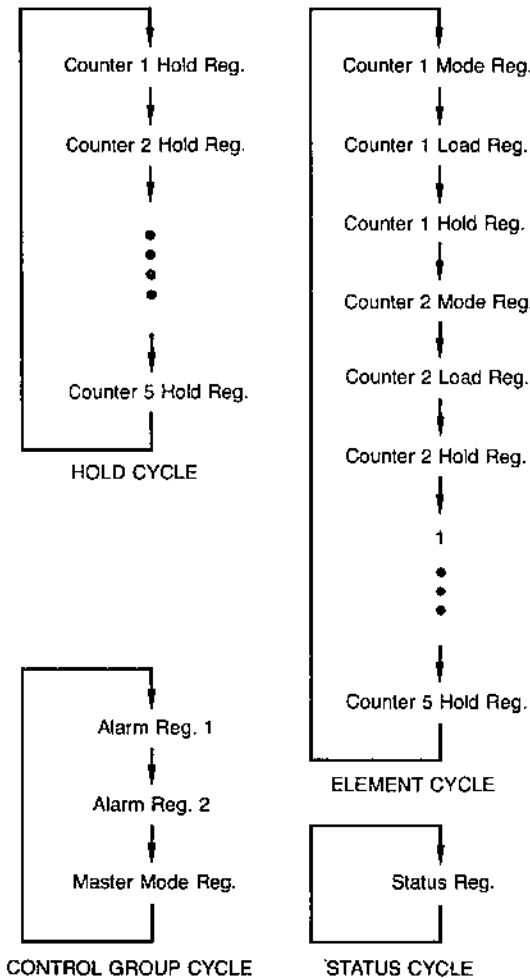 Counter 1 Hold Reg.
Counter 2 Hold Reg.
Counter 5 Hold Reg.
HOLD CYCLE
Counter 1 Mode Reg.
Counter 1 Load Reg.
Counter 1 Hold Reg.
Counter 2 Mode Reg.
Counter 2 Load Reg.
Counter 2 Hold Reg.
1
Counter 5 Hold Reg.
ELEMENT CYCLE
Alarm Reg. 1
Alarm Reg. 2
Master Mode Reg.
CONTROL GROUP CYCLE
Status Reg.
STATUS CYCLE